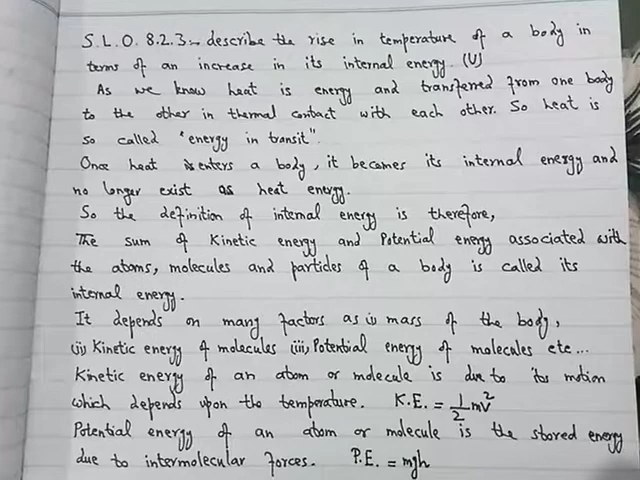 S.L.O. 8.2.3:- describe the rise in temperature of a body in
terms of an increase in its internal energy. (U)
As we know heat is energy and transferred from one body
to the other in thermal contact with each other. So heat is
so called "energy in transit".
Once heat enters a body, it becomes its internal energy and
no longer exist as heat energy.
So the definition of internal energy is therefore,
The sum of Kinetic energy and Potential energy associated with
the atoms, molecules and particles of a body is called its
internal energy.
It depends on many factors as (i) mass of the body,
(ii) Kinetic energy of molecules (iii) Potential energy of molecules etc...
Kinetic energy of an atom or molecule is due to its motion
which depends upon the temperature. K.E. = 1/2 mv²
Potential energy of an atom or molecule is the stored energy
due to intermolecular forces. P.E. = mgh